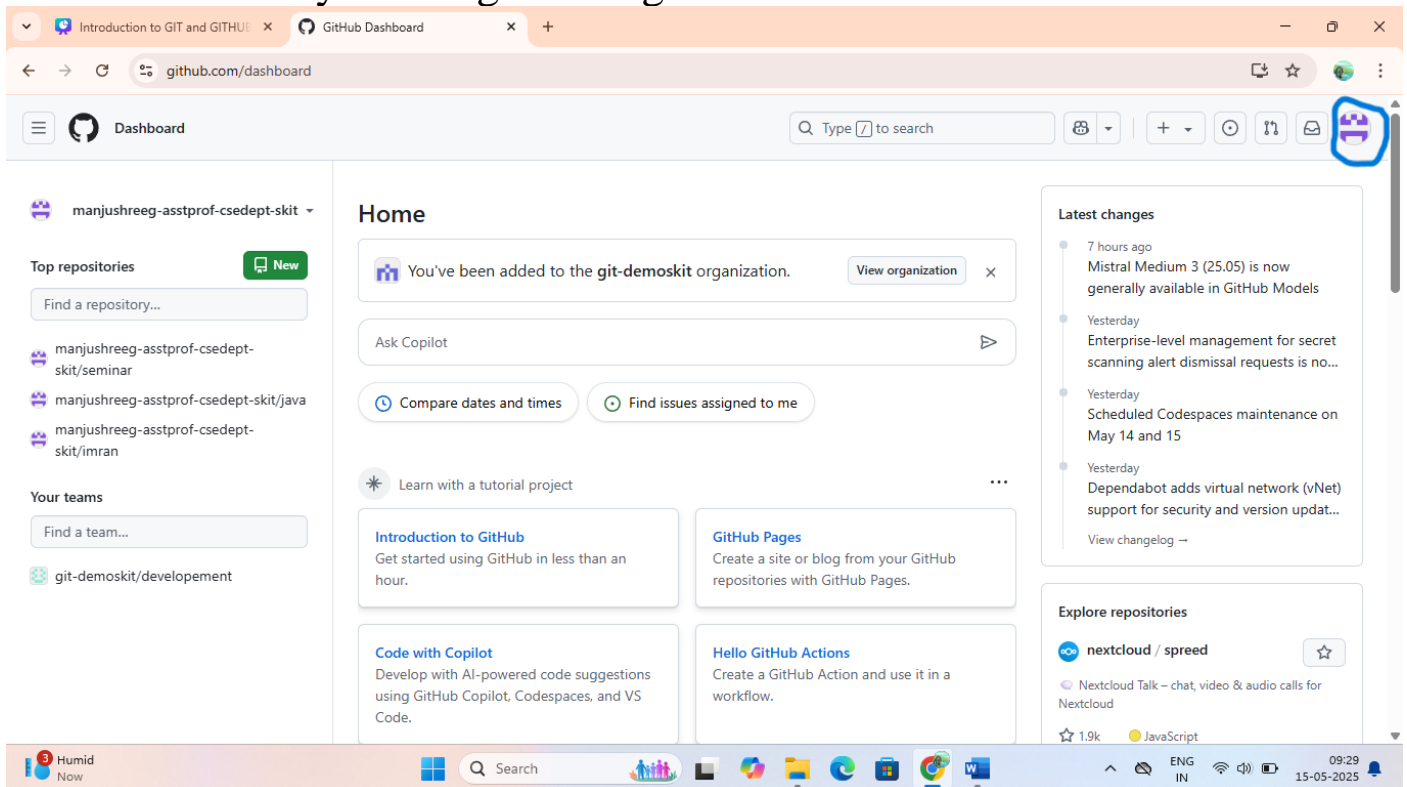 Introduction to GIT and GITHUE
GitHub Dashboard
github.com/dashboard
Dashboard
Type / to search
manjushreeg-asstprof-csedept-skit
Top repositories
New
Find a repository...
manjushreeg-asstprof-csedept-
skit/seminar
manjushreeg-asstprof-csedept-skit/java
manjushreeg-asstprof-csedept-
skit/imran
Your teams
Find a team...
git-demoskit/developement
Home
You've been added to the git-demoskit organization.
View organization
Ask Copilot
Compare dates and times
Find issues assigned to me
Learn with a tutorial project
Introduction to GitHub
Get started using GitHub in less than an
hour.
GitHub Pages
Create a site or blog from your GitHub
repositories with GitHub Pages.
Code with Copilot
Develop with AI-powered code suggestions
using GitHub Copilot, Codespaces, and VS
Code.
Hello GitHub Actions
Create a GitHub Action and use it in a
workflow.
Latest changes
7 hours ago
Mistral Medium 3 (25.05) is now
generally available in GitHub Models
Yesterday
Enterprise-level management for secret
scanning alert dismissal requests is no...
Yesterday
Scheduled Codespaces maintenance on
May 14 and 15
Yesterday
Dependabot adds virtual network (vNet)
support for security and version updat...
View changelog →
Explore repositories
nextcloud / spreed
Nextcloud Talk – chat, video & audio calls for
Nextcloud
1.9k
JavaScript
3
Humid
Now
Search
ENG
IN
09:29
15-05-2025